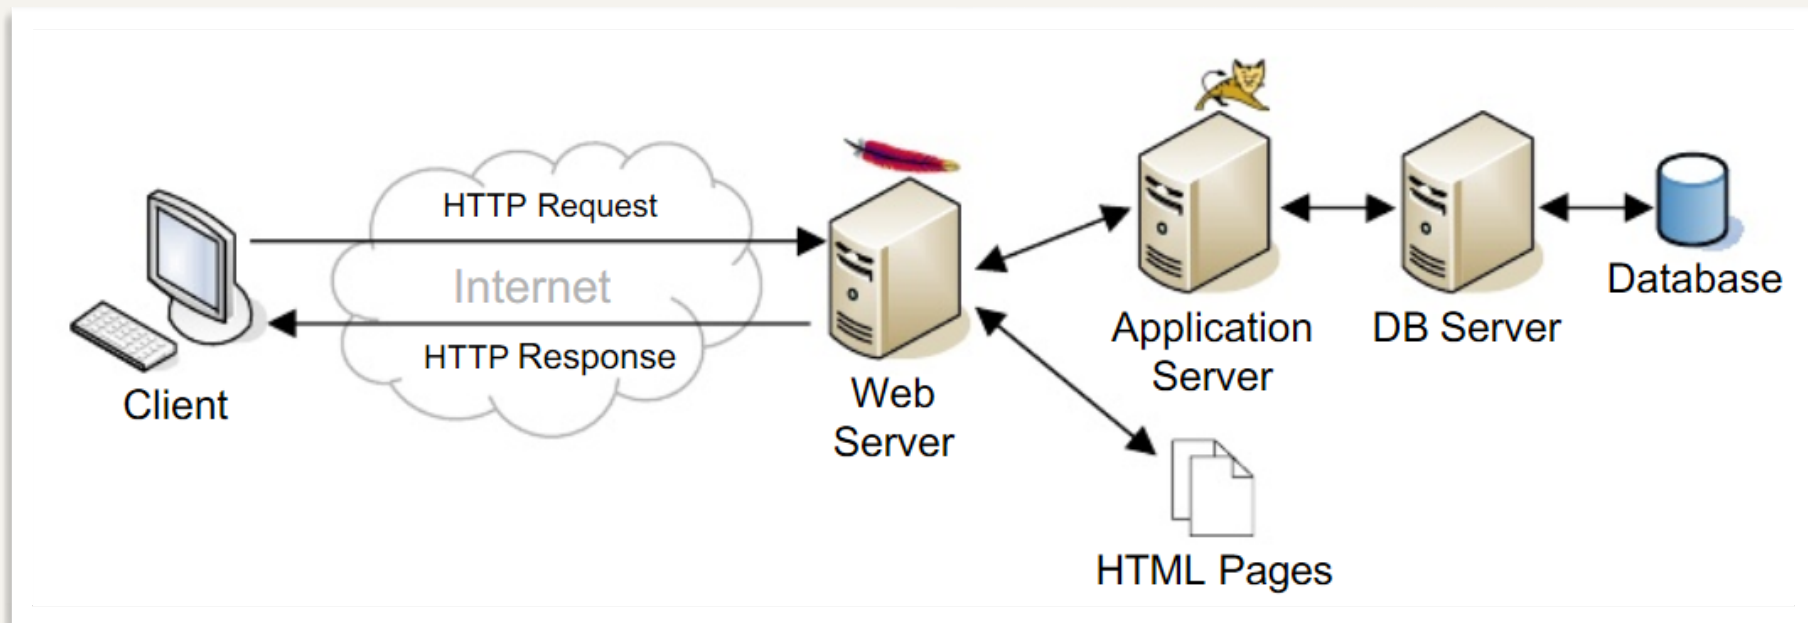 HTTP Request
Internet
HTTP Response
Client
Web
Server
Application
Server
DB Server
Database
HTML Pages